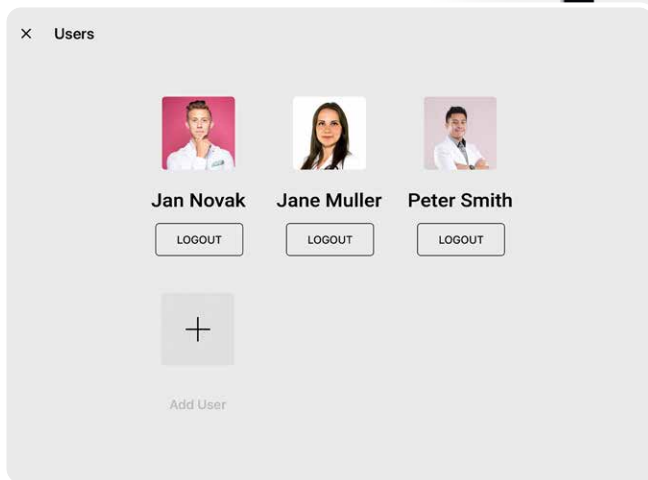 Users
Jan Novak
Jane Muller
Peter Smith
LOGOUT
LOGOUT
LOGOUT
Add User